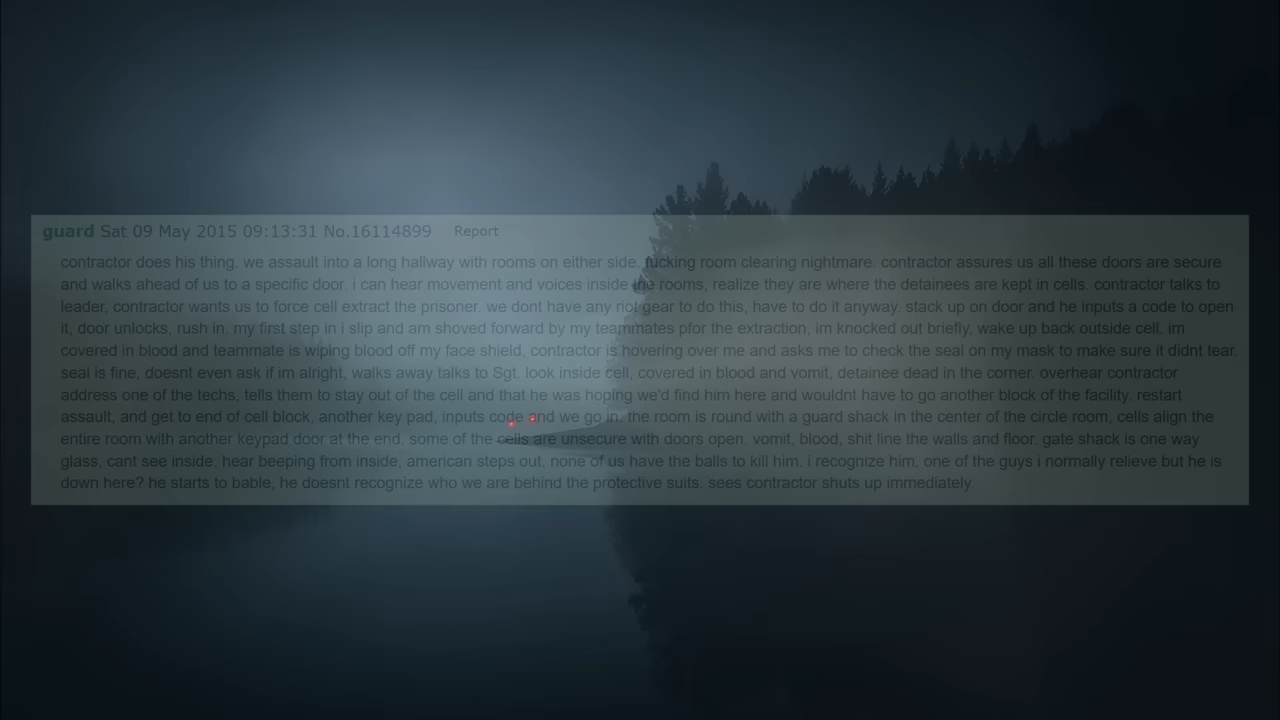 guard Sat 09 May 2015 09:13:31 No.16114899 Report
contractor does his thing. we assault into a long hallway with rooms on either side, fucking room clearing nightmare. contractor assures us all these doors are secure
and walks ahead of us to a specific door. i can hear movement and voices inside the rooms, realize they are where the detainees are kept in cells. contractor talks to
leader, contractor wants us to force cell extract the prisoner. we dont have any riot gear to do this, have to do it anyway. stack up on door and he inputs a code to open
it, door unlocks, rush in. my first step in i slip and am shoved forward by my teammates pfor the extraction, im knocked out briefly, wake up back outside cell. im
covered in blood and teammate is wiping blood off my face shield, contractor is hovering over me and asks me to check the seal on my mask to make sure it didnt tear.
seal is fine, doesnt even ask if im alright, walks away talks to Sgt. look inside cell, covered in blood and vomit, detainee dead in the corner. overhear contractor
address one of the techs, tells them to stay out of the cell and that he was hoping we'd find him here and wouldnt have to go another block of the facility. restart
assault, and get to end of cell block, another key pad, inputs code and we go in. the room is round with a guard shack in the center of the circle room, cells align the
entire room with another keypad door at the end. some of the cells are unsecure with doors open. vomit, blood, shit line the walls and floor. gate shack is one way
glass, cant see inside. hear beeping from inside, american steps out. none of us have the balls to kill him. i recognize him, one of the guys i normally relieve but he is
down here? he starts to bable, he doesnt recognize who we are behind the protective suits. sees contractor shuts up immediately.